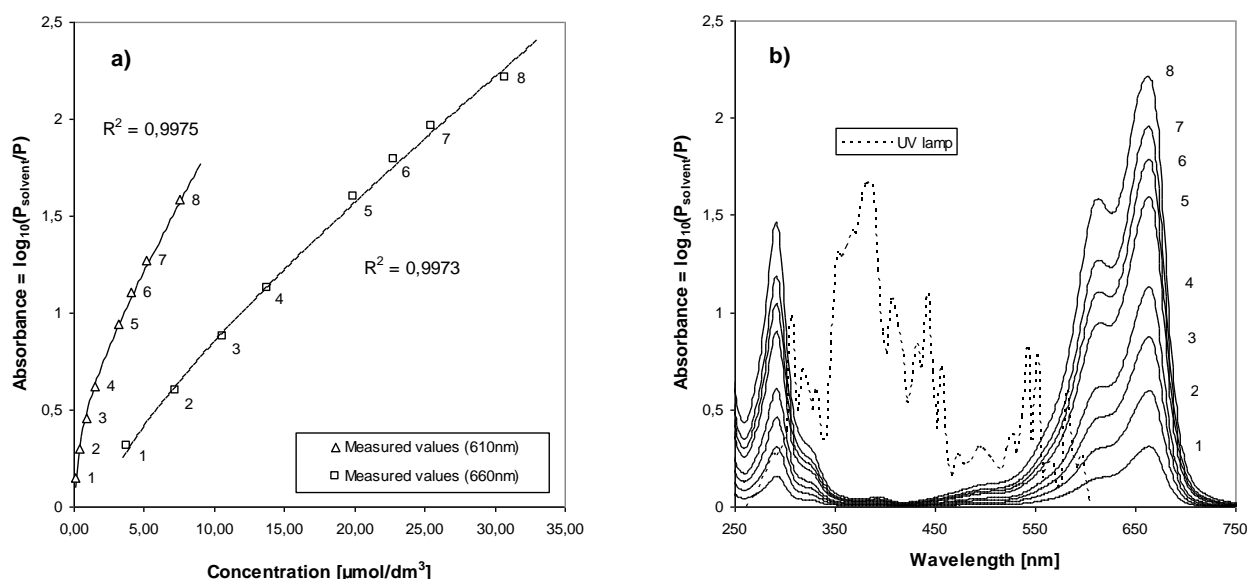 a)
Absorbance = log10(Psolvent/P)
2,5
2
1,5
1
0,5
0
R2 = 0,9975
R2 = 0,9973
1
2
3
4
5
6
7
8
1
2
3
4
5
6
7
8
Measured values (610nm)
Measured values (660nm)
0,00 5,00 10,00 15,00 20,00 25,00 30,00 35,00
Concentration [µmol/dm3]
b)
Absorbance = log10(Psolvent/P)
2,5
2
1,5
1
0,5
0
UV lamp
8
7
6
5
4
3
2
1
250 350 450 550 650 750
Wavelength [nm]